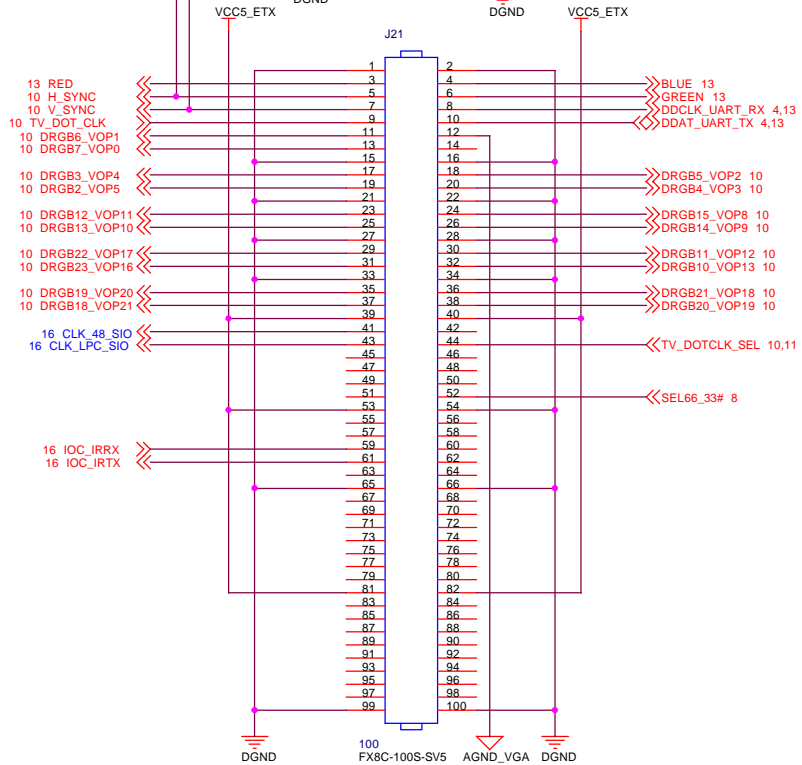 DGND
DGND
VCC5_ETX
VCC5_ETX
J21
1 2
13 RED 3 4 BLUE 13
10 H_SYNC 5 6 GREEN 13
10 V_SYNC 7 8 DDCLK_UART_RX 4,13
10 TV_DOT_CLK 9 10 DDAT_UART_TX 4,13
10 DRGB6_VOP1 11 12
10 DRGB7_VOP0 13 14
15 16
10 DRGB3_VOP4 17 18 DRGB5_VOP2 10
10 DRGB2_VOP5 19 20 DRGB4_VOP3 10
21 22
10 DRGB12_VOP11 23 24 DRGB15_VOP8 10
10 DRGB13_VOP10 25 26 DRGB14_VOP9 10
27 28
10 DRGB22_VOP17 29 30 DRGB11_VOP12 10
10 DRGB23_VOP16 31 32 DRGB10_VOP13 10
33 34
10 DRGB19_VOP20 35 36 DRGB21_VOP18 10
10 DRGB18_VOP21 37 38 DRGB20_VOP19 10
39 40
16 CLK_48_SIO 41 42
16 CLK_LPC_SIO 43 44 TV_DOTCLK_SEL 10,11
45 46
47 48
49 50
51 52 SEL66_33# 8
53 54
55 56
57 58
16 IOC_IRRX 59 60
16 IOC_IRTX 61 62
63 64
65 66
67 68
69 70
71 72
73 74
75 76
77 78
79 80
81 82
83 84
85 86
87 88
89 90
91 92
93 94
95 96
97 98
99 100
100
DGND FX8C-100S-SV5 AGND_VGA DGND